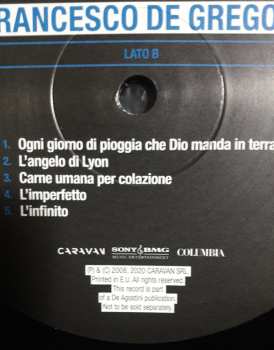 RANCESCO DE GREGO
LATO B
1. Ogni giorno di pioggia che Dio manda in terra
2. L'angelo di Lyon
3. Carne umana per colazione
4. L'imperfetto
5. L'infinito
CARAVAN SONY BMG COLUMBIA
MUSIC ENTERTAINMENT
(P) & (C) 2008, 2020 CARAVAN SRL.
Printed in E.U. All rights reserved.
This record is part
of a De Agostini publication.
Not to be sold separately.